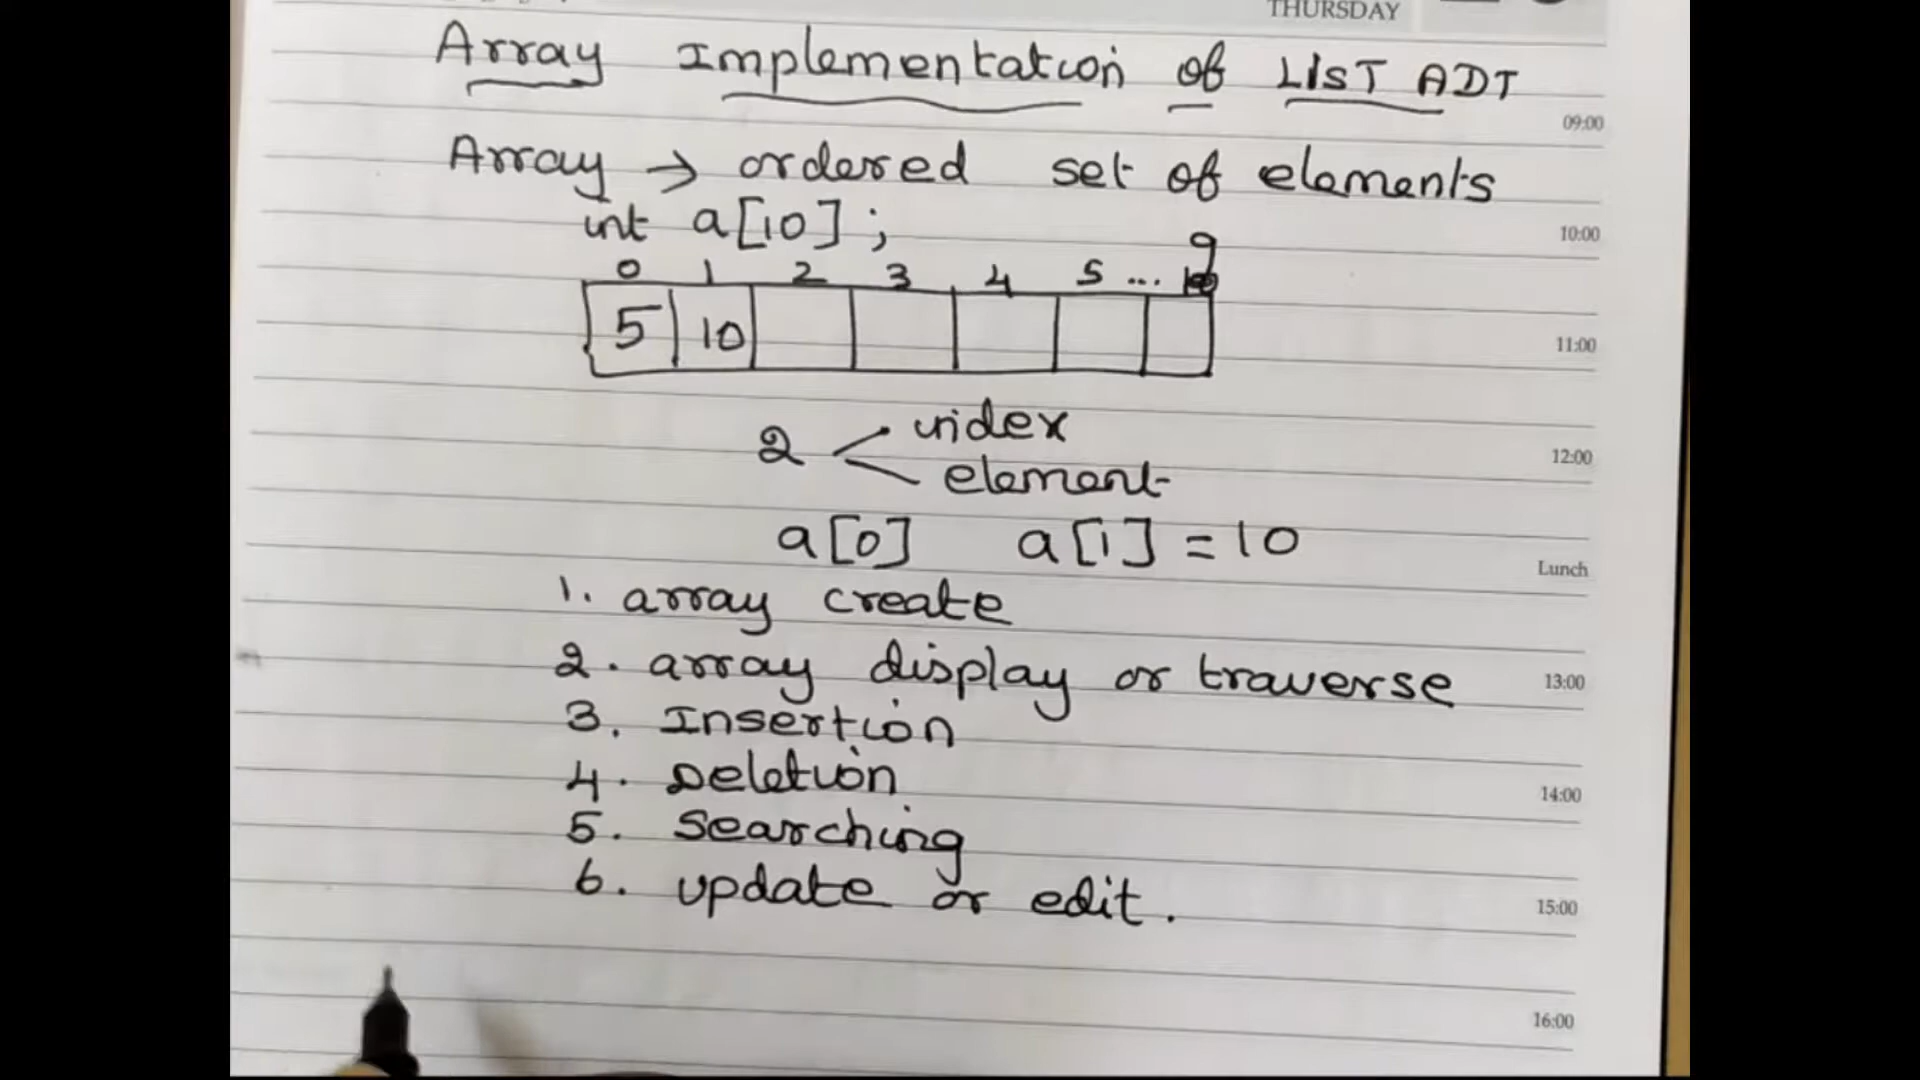 THURSDAY
Array Implementation of LIST ADT
09:00
Array → ordered set of elements
int a[10];
10:00
9
0 1 2 3 4 5 ...
5 10
11:00
2 < index
element
12:00
a[0] a[1] = 10
Lunch
1. array create
2. array display or traverse
13:00
3. Insertion
4. Deletion
14:00
5. Searching
6. update or edit.
15:00
16:00